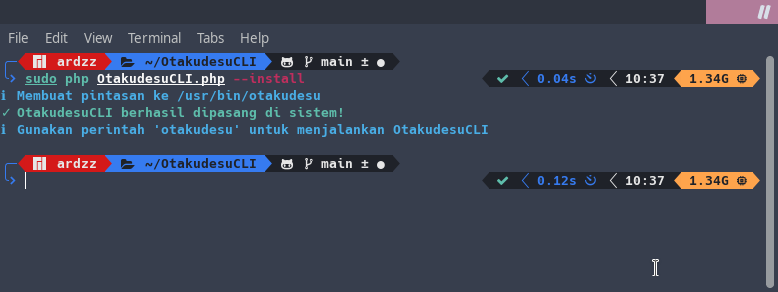 File Edit View Terminal Tabs Help
ardzz ~/OtakudesuCLI main ± ●
sudo php OtakudesuCLI.php --install ✔ 0.04s 10:37 1.34G
ℹ Membuat pintasan ke /usr/bin/otakudesu
✓ OtakudesuCLI berhasil dipasang di sistem!
ℹ Gunakan perintah 'otakudesu' untuk menjalankan OtakudesuCLI
ardzz ~/OtakudesuCLI main ± ●
✔ 0.12s 10:37 1.34G